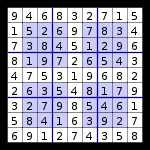 9 4 6 8 3 2 7 1 5
1 5 2 6 9 7 8 3 4
7 3 8 4 5 1 2 9 6
8 1 9 7 2 6 5 4 3
4 7 5 3 1 9 6 8 2
2 6 3 5 4 8 1 7 9
3 2 7 9 8 5 4 6 1
5 8 4 1 6 3 9 2 7
6 9 1 2 7 4 3 5 8